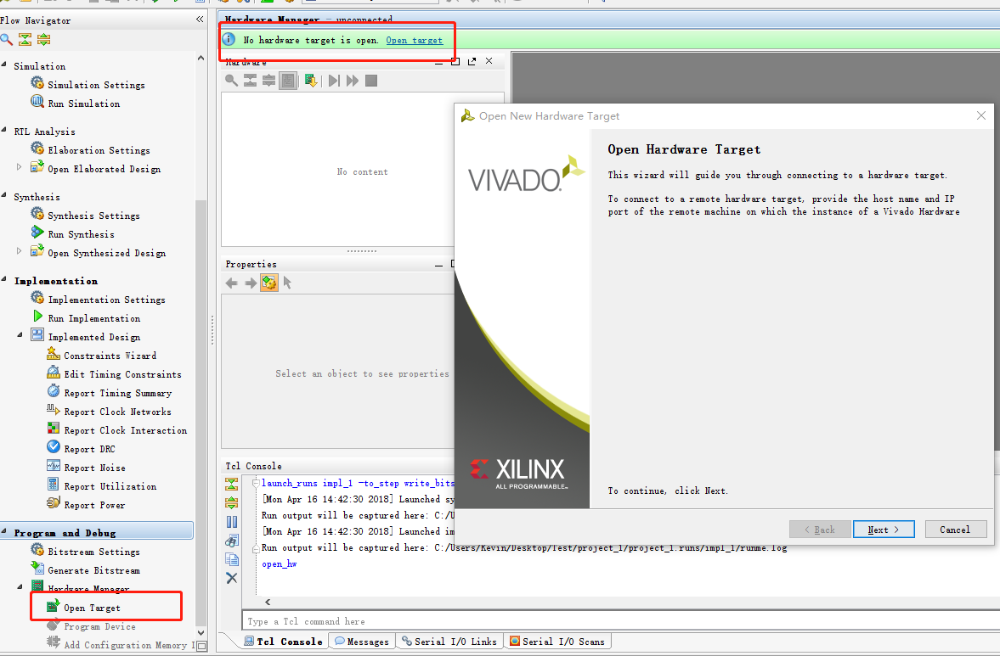 Flow Navigator
Simulation
Simulation Settings
Run Simulation
RTL Analysis
Elaboration Settings
Open Elaborated Design
Synthesis
Synthesis Settings
Run Synthesis
Open Synthesized Design
Implementation
Implementation Settings
Run Implementation
Implemented Design
Constraints Wizard
Edit Timing Constraints
Report Timing Summary
Report Clock Networks
Report Clock Interaction
Report DRC
Report Noise
Report Utilization
Report Power
Program and Debug
Bitstream Settings
Generate Bitstream
Hardware Manager
Open Target
Program Device
Add Configuration Memory
Hardware Manager - unconnected
No hardware target is open. Open target
Hardware
No content
Properties
Select an object to see properties
Open New Hardware Target
VIVADO
XILINX
ALL PROGRAMMABLE
Open Hardware Target
This wizard will guide you through connecting to a hardware target.
To connect to a remote hardware target, provide the host name and IP
port of the remote machine on which the instance of a Vivado Hardware
To continue, click Next.
< Back
Next >
Cancel
Tcl Console
launch_runs impl_1 -to_step write_bits
[Mon Apr 16 14:42:30 2018] Launched sy
Run output will be captured here: C:/U
[Mon Apr 16 14:42:30 2018] Launched im
Run output will be captured here: C:/Users/Kevin/Desktop/Test/project_1/project_1.runs/impl_1/runme.log
open_hw
Type a Tcl command here
Tcl Console
Messages
Serial I/O Links
Serial I/O Scans